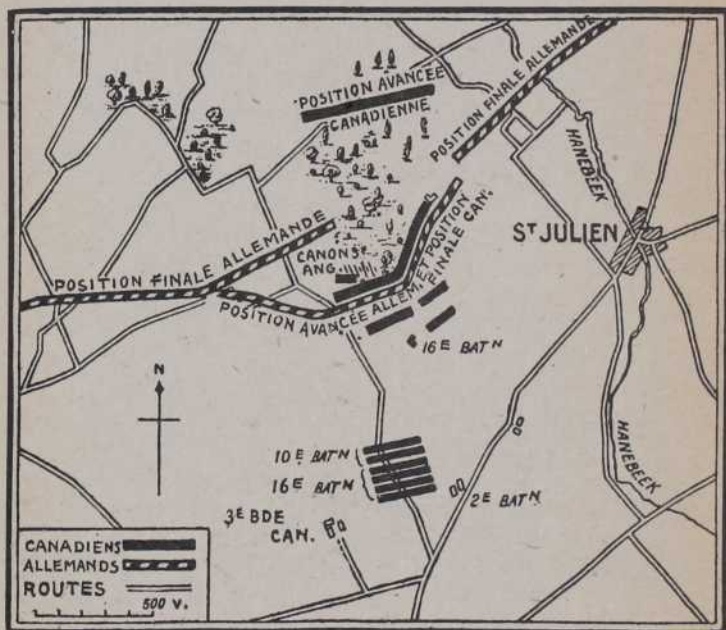 POSITION AVANCÉE
CANADIENNE
POSITION FINALE ALLEMANDE
HANEBEEK
ST JULIEN
POSITION FINALE ALLEMANDE
CANONS
ANG.
POSITION AVANCÉE ALLEM. ET POSITION
FINALE CAN.
16E BATN
N
10E BATN
16E BATN
2E BATN
HANEBEEK
3E BDE
CAN.
CANADIENS
ALLEMANDS
ROUTES
500 V.